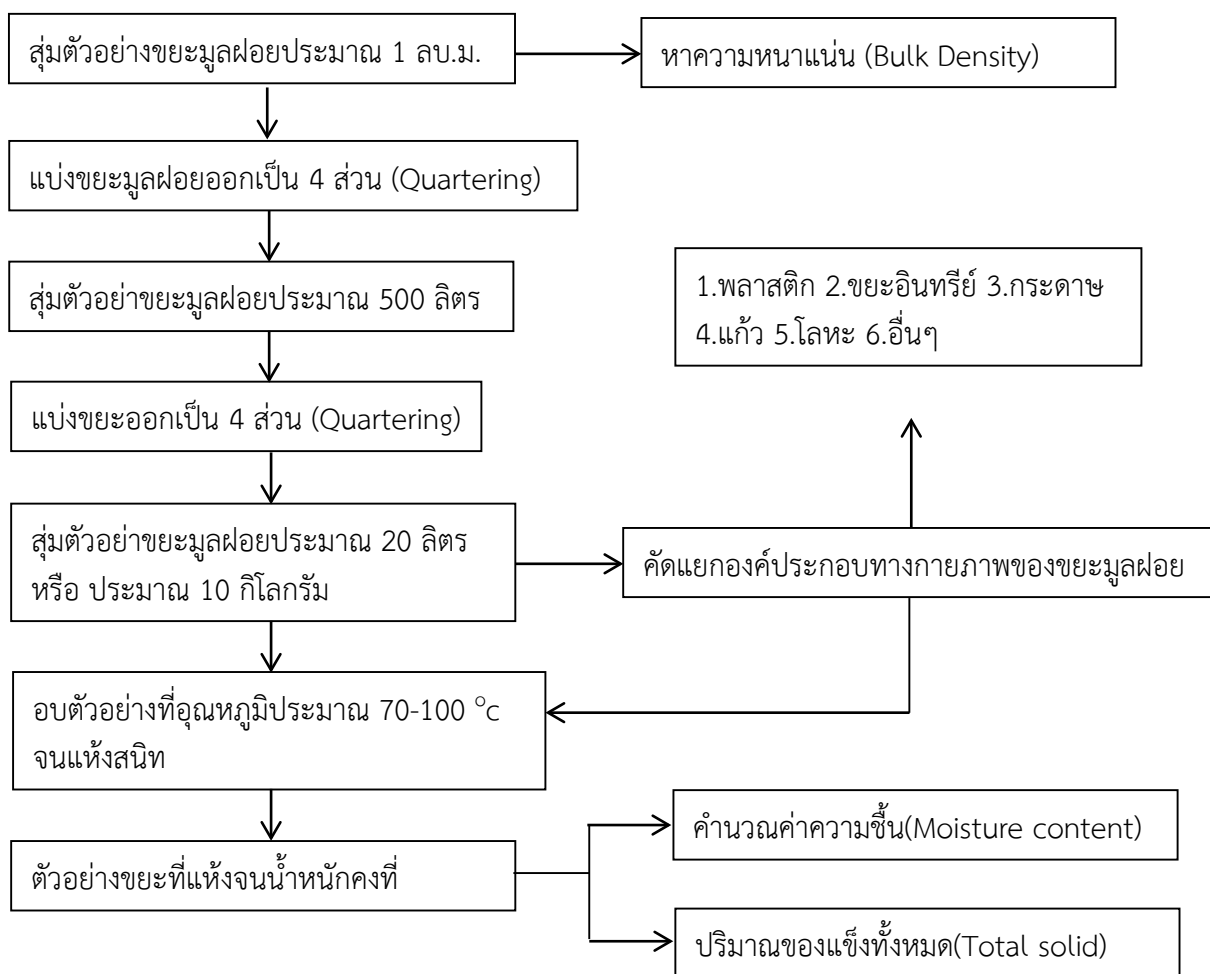 สุ่มตัวอย่างขยะมูลฝอยประมาณ 1 ลบ.ม.
หาความหนาแน่น (Bulk Density)
แบ่งขยะมูลฝอยออกเป็น 4 ส่วน (Quartering)
สุ่มตัวอย่าขยะมูลฝอยประมาณ 500 ลิตร
1.พลาสติก 2.ขยะอินทรีย์ 3.กระดาษ
4.แก้ว 5.โลหะ 6.อื่นๆ
แบ่งขยะออกเป็น 4 ส่วน (Quartering)
สุ่มตัวอย่าขยะมูลฝอยประมาณ 20 ลิตร
หรือ ประมาณ 10 กิโลกรัม
คัดแยกองค์ประกอบทางกายภาพของขยะมูลฝอย
อบตัวอย่างที่อุณหภูมิประมาณ 70-100 °c
จนแห้งสนิท
คำนวณค่าความชื้น(Moisture content)
ตัวอย่างขยะที่แห้งจนน้ำหนักคงที่
ปริมาณของแข็งทั้งหมด(Total solid)